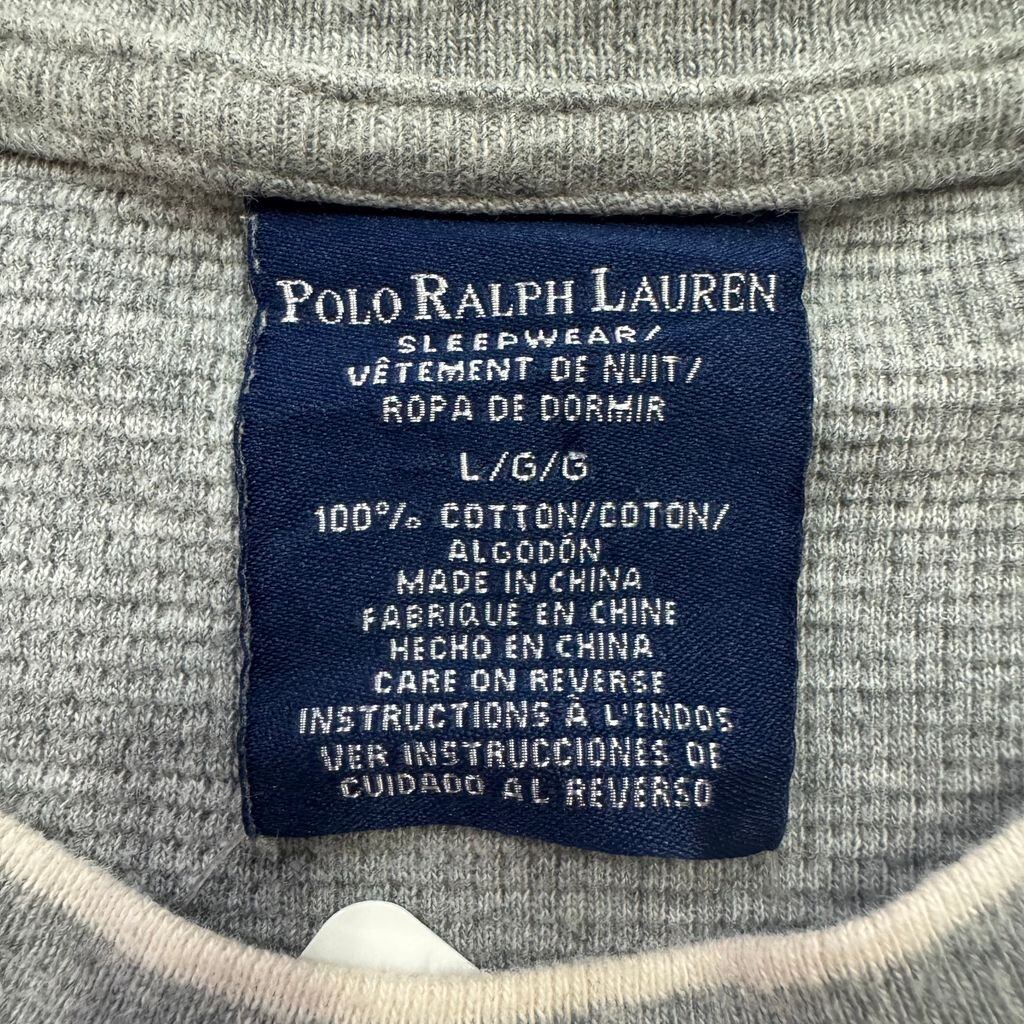 POLO RALPH LAUREN
SLEEPWEAR/
VÊTEMENT DE NUIT/
ROPA DE DORMIR
L/G/G
100% COTTON/COTON/
ALGODÓN
MADE IN CHINA
FABRIQUÉ EN CHINE
HECHO EN CHINA
CARE ON REVERSE
INSTRUCTIONS À L'ENDOS
VER INSTRUCCIONES DE
CUIDADO AL REVERSO